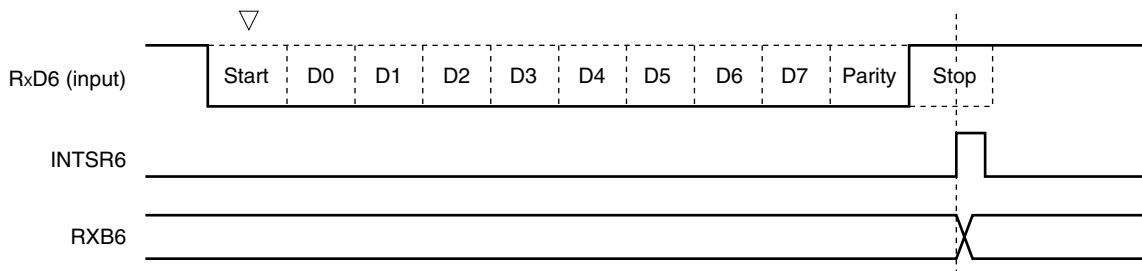 RxD6 (input) Start D0 D1 D2 D3 D4 D5 D6 D7 Parity Stop
INTSR6
RXB6